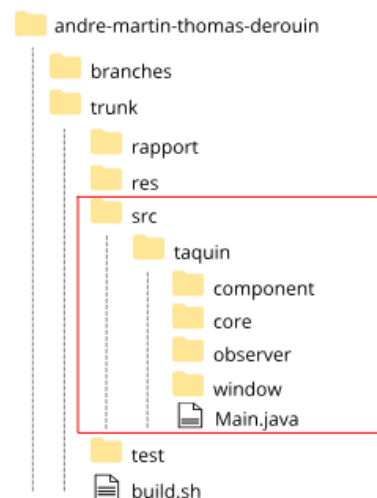 andre-martin-thomas-derouin
branches
trunk
rapport
res
src
taquin
component
core
observer
window
Main.java
test
build.sh